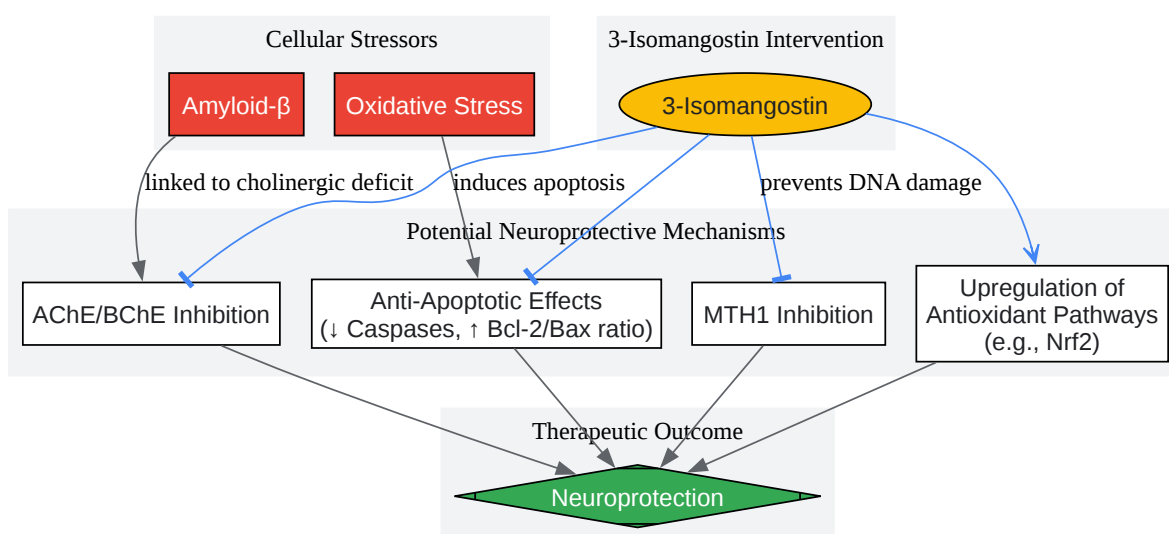 Cellular Stressors
3-Isomangostin Intervention
Amyloid-β
Oxidative Stress
3-Isomangostin
linked to cholinergic deficit
induces apoptosis
prevents DNA damage
Potential Neuroprotective Mechanisms
AChE/BChE Inhibition
Anti-Apoptotic Effects
(↓ Caspases, ↑ Bcl-2/Bax ratio)
MTH1 Inhibition
Upregulation of
Antioxidant Pathways
(e.g., Nrf2)
Therapeutic Outcome
Neuroprotection